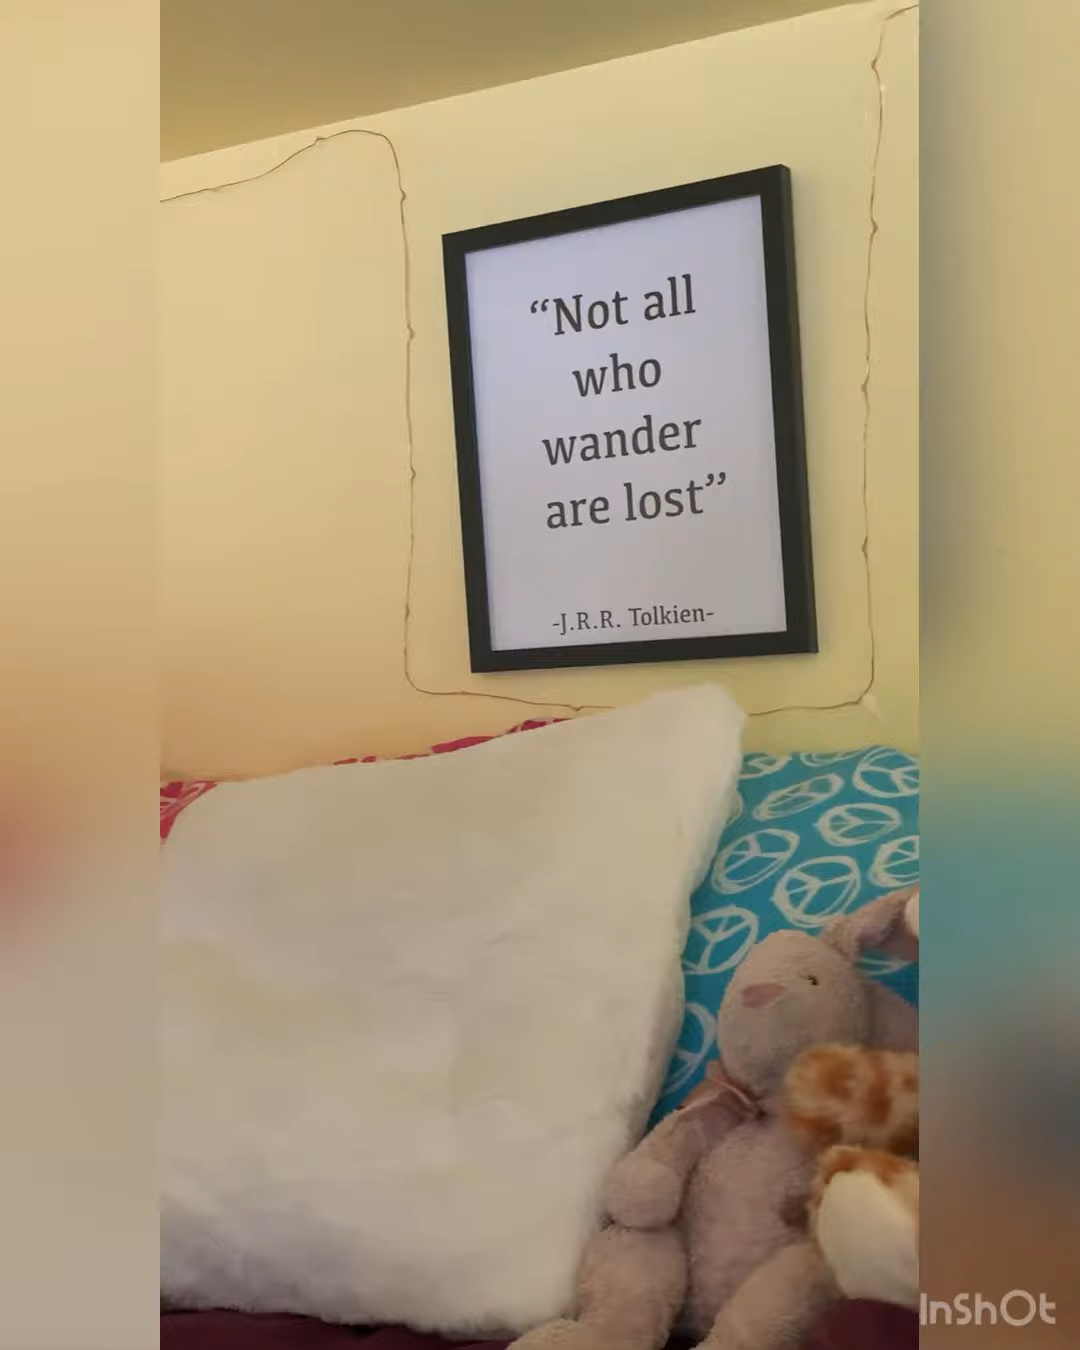 “Not all
who
wander
are lost”
-J.R.R. Tolkien-
InShOt